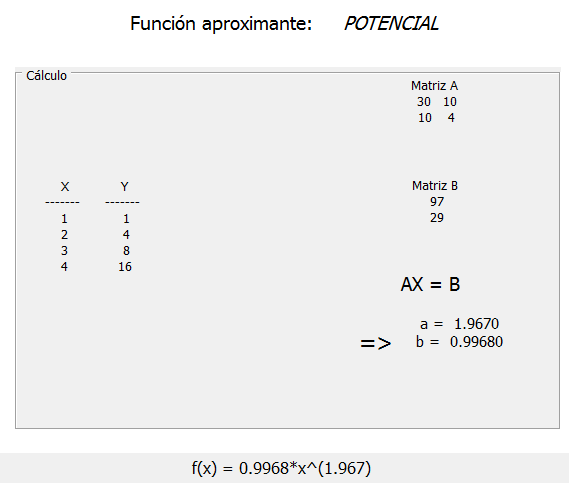 Función aproximante: POTENCIAL
Cálculo
Matriz A
30 10
10 4
X Y
------- -------
1 1
2 4
3 8
4 16
Matriz B
97
29
AX = B
=>
a = 1.9670
b = 0.99680
f(x) = 0.9968*x^(1.967)